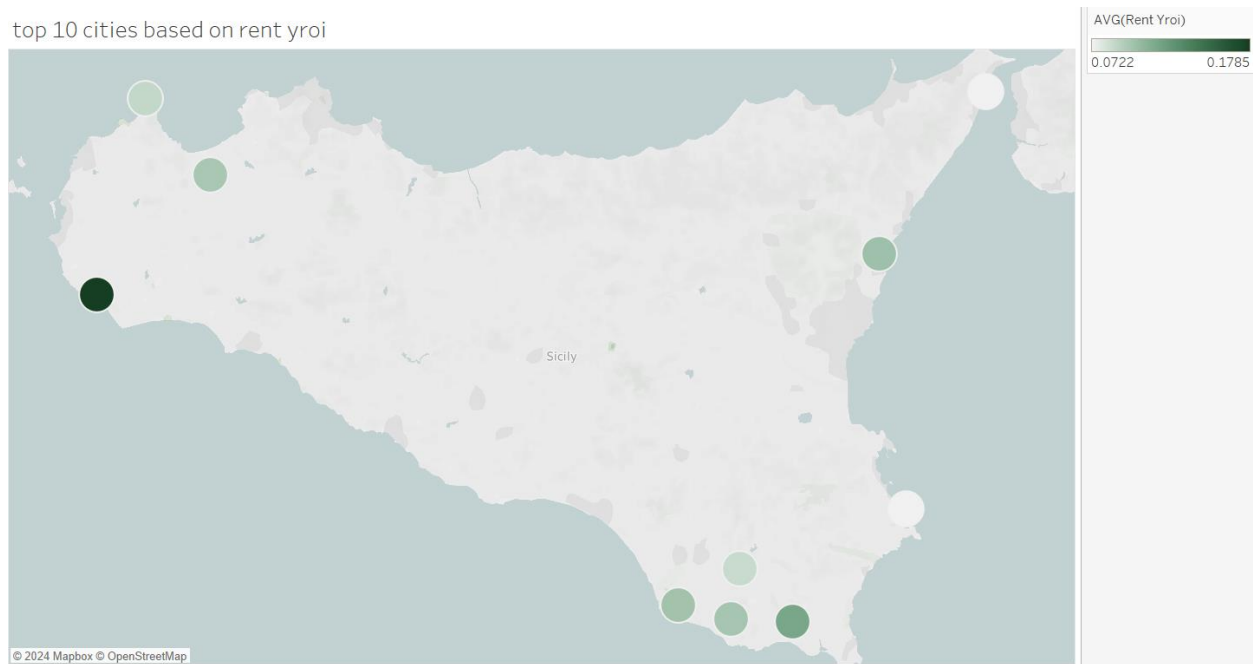 top 10 cities based on rent yroi
AVG(Rent Yroi)
0.0722 0.1785
Sicily
© 2024 Mapbox © OpenStreetMap